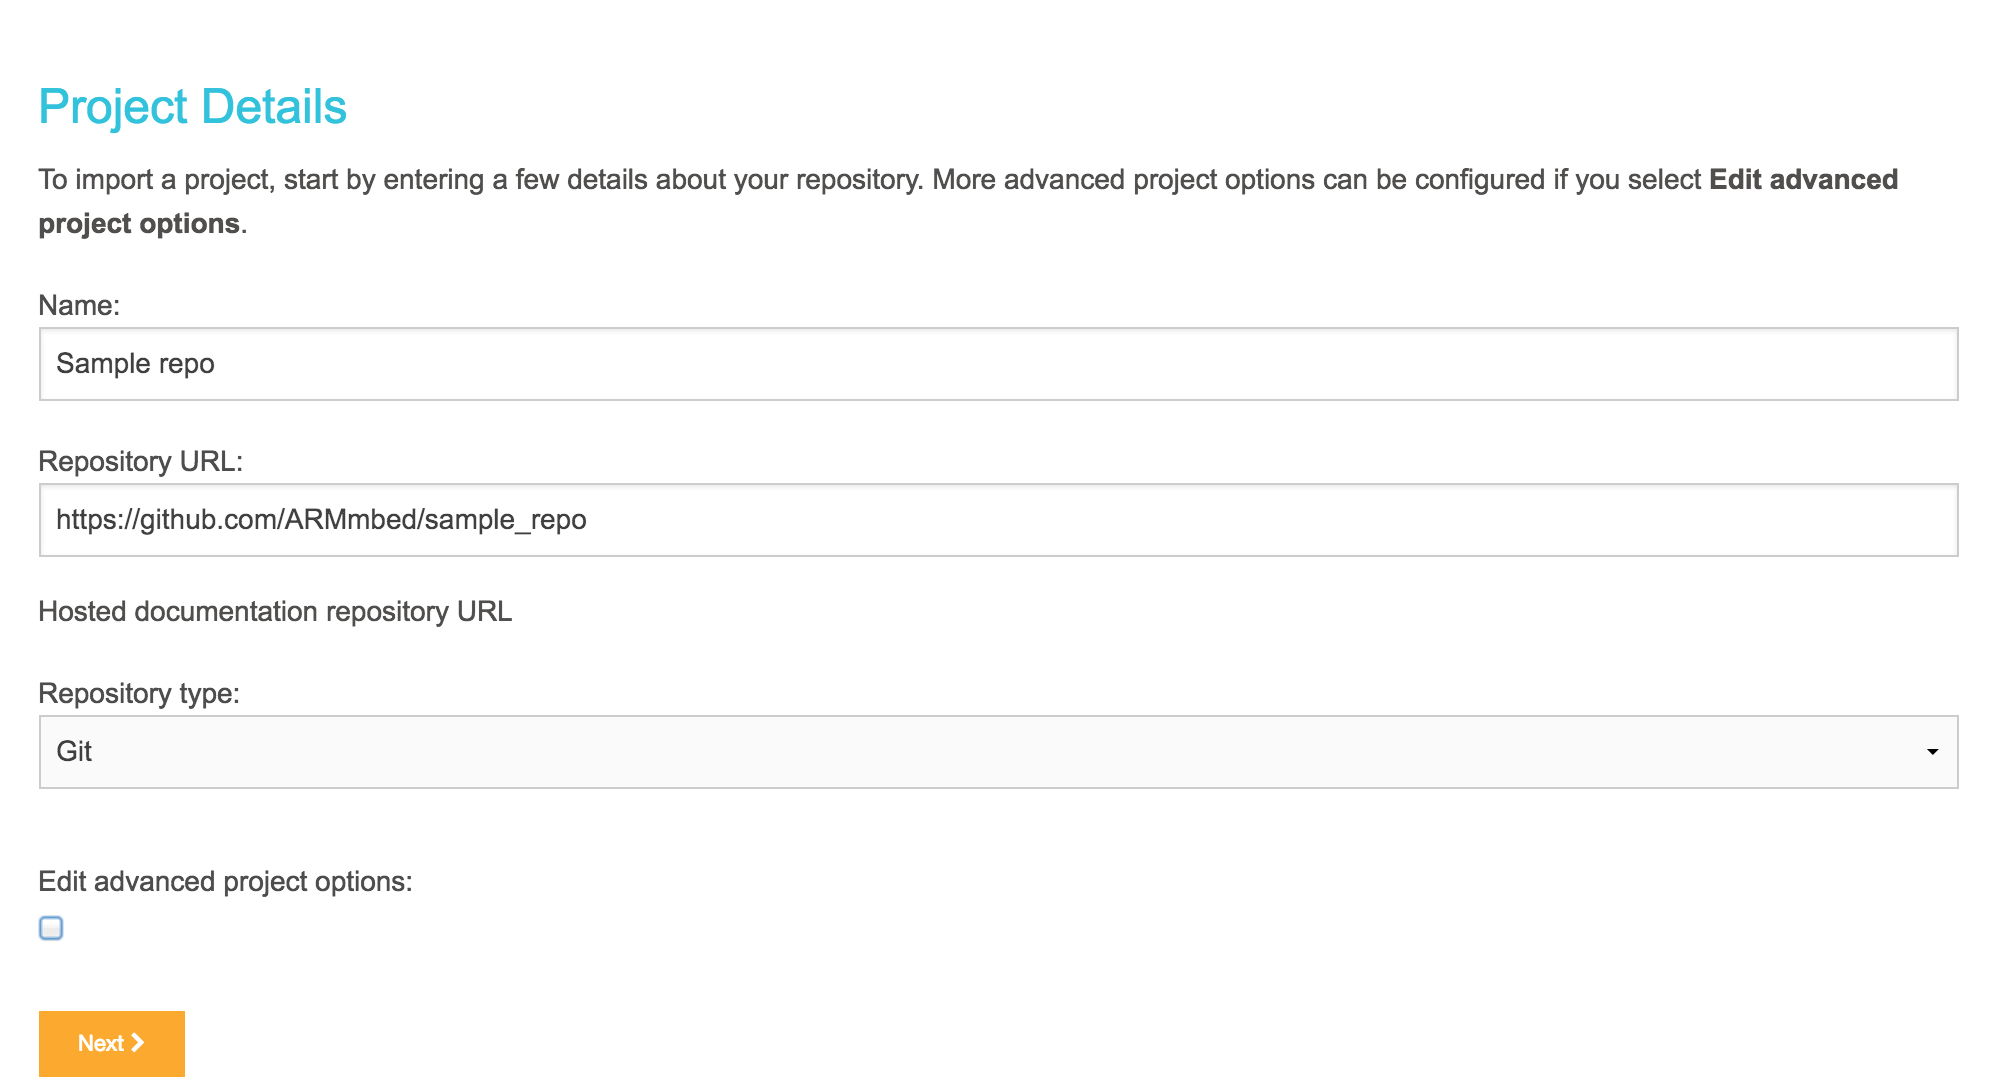 Project Details
To import a project, start by entering a few details about your repository. More advanced project options can be configured if you select Edit advanced
project options.
Name:
Sample repo
Repository URL:
https://github.com/ARMmbed/sample_repo
Hosted documentation repository URL
Repository type:
Git
Edit advanced project options:
Next